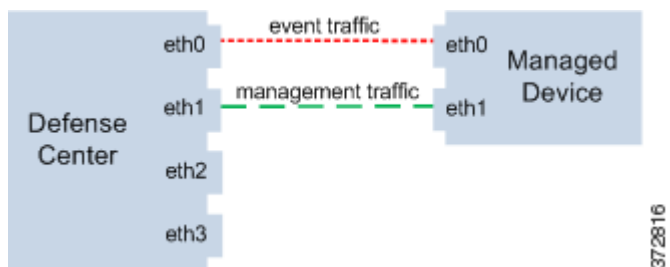 event traffic
eth0
eth0
Managed
Device
management traffic
eth1
eth1
Defense
Center
eth2
eth3
372816